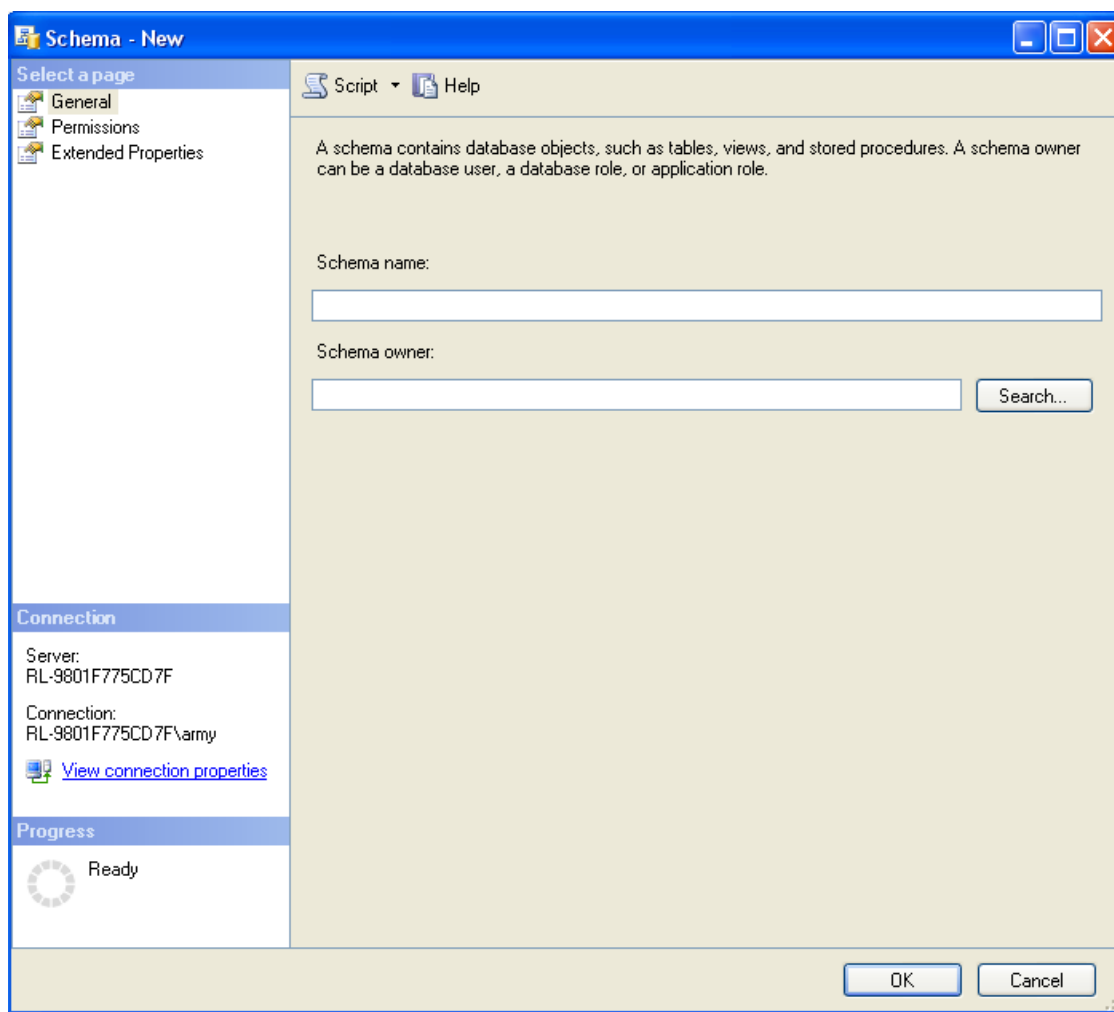 Schema - New
Select a page
General
Permissions
Extended Properties
Script
Help
A schema contains database objects, such as tables, views, and stored procedures. A schema owner
can be a database user, a database role, or application role.
Schema name:
Schema owner:
Search...
Connection
Server:
RL-9801F775CD7F
Connection:
RL-9801F775CD7F\army
View connection properties
Progress
Ready
OK
Cancel